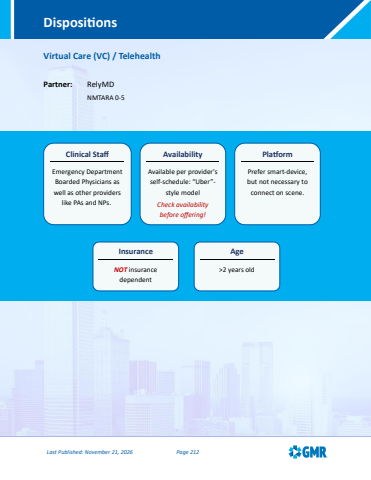 Dispositions
Virtual Care (VC) / Telehealth
Partner: RelyMD
NMTARA 0-5
Clinical Staff
Emergency Department
Boarded Physicians as
well as other providers
like PAs and NPs.
Availability
Available per provider's
self-schedule: "Uber"-
style model
Check availability
before offering!
Platform
Prefer smart-device,
but not necessary to
connect on scene.
Insurance
NOT insurance
dependent
Age
>2 years old
Last Published: November 21, 2026 Page 212
GMR